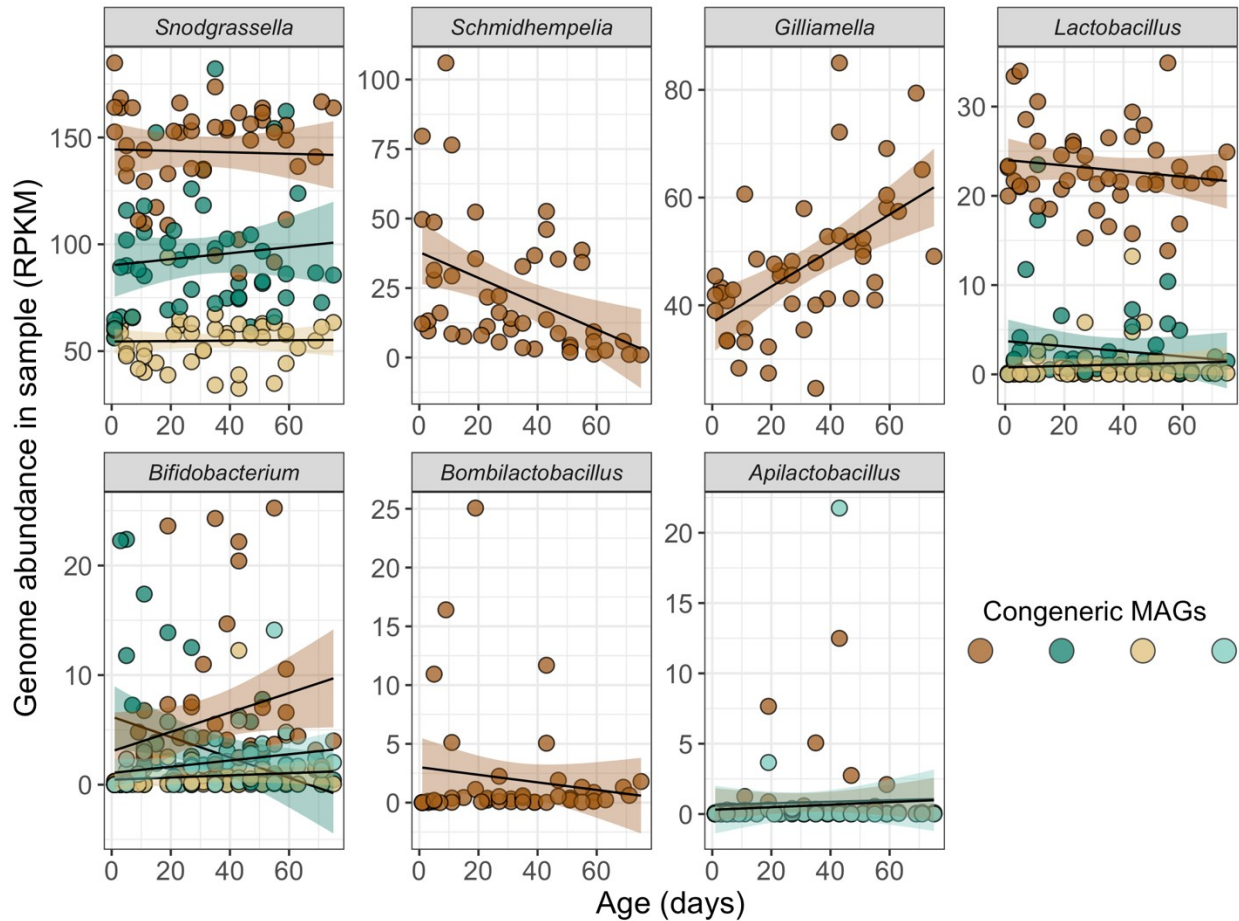 Snodgrassella
Schmidhempelia
Gilliamella
Lactobacillus
150
100
50
0 20 40 60
100
75
50
25
0
0 20 40 60
80
60
40
0 20 40 60
30
20
10
0
0 20 40 60
Genome abundance in sample (RPKM)
Bifidobacterium
Bombilactobacillus
Apilactobacillus
20
10
0
0 20 40 60
25
20
15
10
5
0
0 20 40 60
20
15
10
5
0
0 20 40 60
Congeneric MAGs
Age (days)